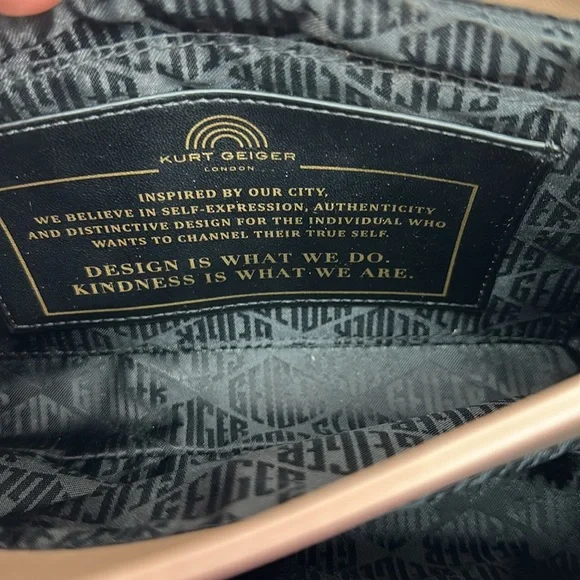 KURT GEIGER
LONDON
INSPIRED BY OUR CITY,
WE BELIEVE IN SELF-EXPRESSION, AUTHENTICITY
AND DISTINCTIVE DESIGN FOR THE INDIVIDUAL WHO
WANTS TO CHANNEL THEIR TRUE SELF.
DESIGN IS WHAT WE DO.
KINDNESS IS WHAT WE ARE.
GEIGER
GEIGER
GEIGER